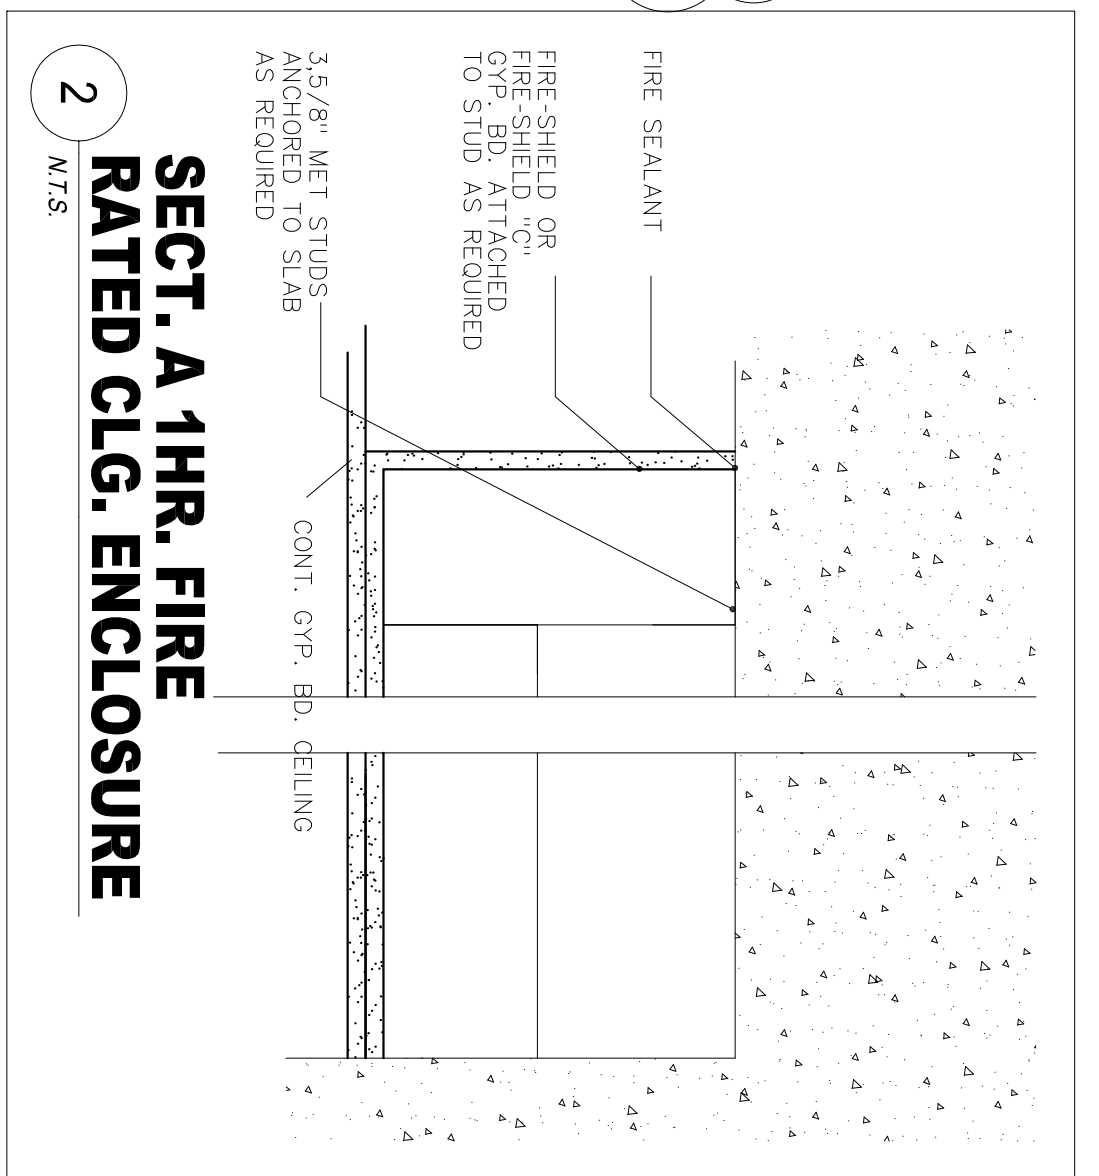 FIRE SEALANT
FIRE-SHIELD OR
FIRE-SHIELD "C"
GYP. BD. ATTACHED
TO STUD AS REQUIRED
3,5/8" MET STUDS
ANCHORED TO SLAB
AS REQUIRED
CONT. GYP. BD. CEILING
2
SECT. A 1HR. FIRE
RATED CLG. ENCLOSURE
N.T.S.